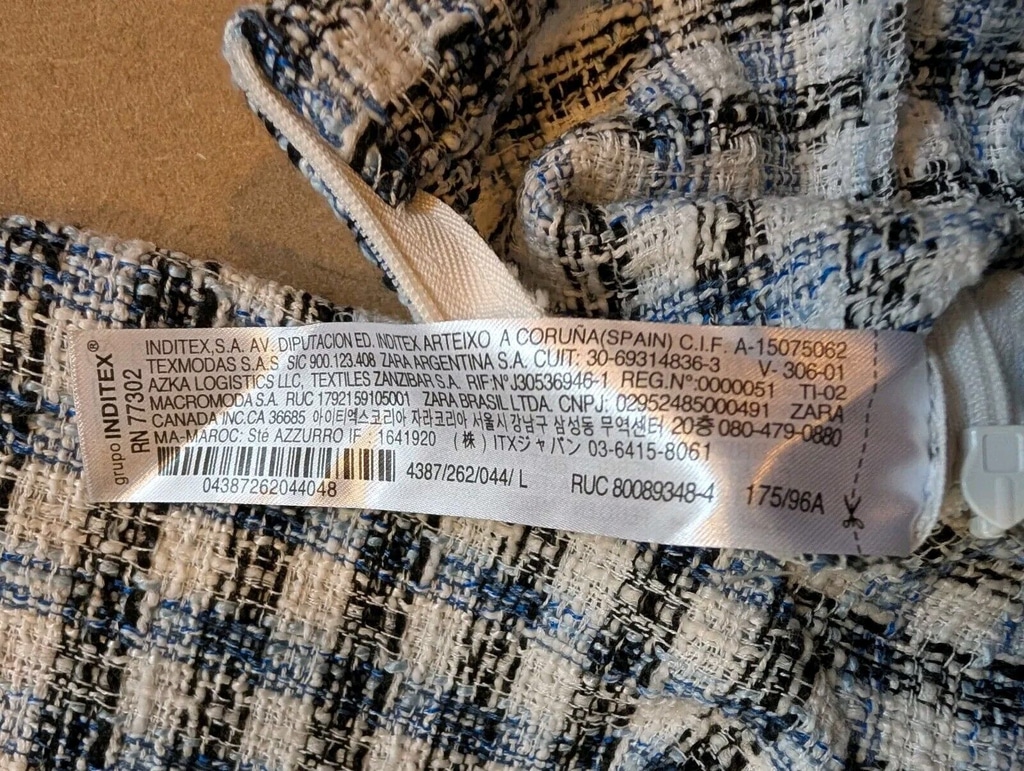 grupo INDITEX®
RN 77302
INDITEX,S.A. AV. DIPUTACION ED. INDITEX ARTEIXO A CORUÑA(SPAIN) C.I.F. A-15075062
TEXMODAS S.A.S SIC 900.123.408 ZARA ARGENTINA S.A. CUIT: 30-69314836-3 V- 306-01
AZKA LOGISTICS LLC, TEXTILES ZANZIBAR S.A. RIF:Nº J30536946-1 REG.N°:0000051 TI-02
MACROMODA S.A. RUC 1792159105001 ZARA BRASIL LTDA. CNPJ: 02952485000491 ZARA
CANADA INC.CA 36685 아이티엑스코리아 자라코리아 서울시 강남구 삼성동 무역센터 20층 080-479-0880
MA-MAROC: Sté AZZURRO IF : 1641920 (株) ITXジャパン 03-6415-8061
04387262044048
4387/262/044/ L
RUC 80089348-4
175/96A